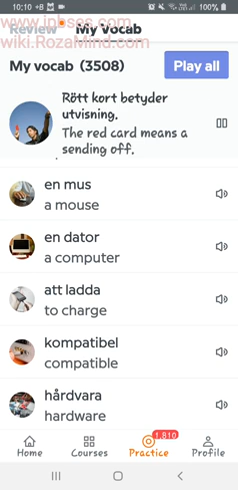 10:10 +B
100%
www.ipbses.com
Review My Vocab
wiki.RozaMind.com
My vocab (3508) Play all
Rött kort betyder
utvisning.
The red card means a
sending off.
en mus
a mouse
en dator
a computer
att ladda
to charge
kompatibel
compatible
hårdvara
hardware
1,810
Home Courses Practice Profile